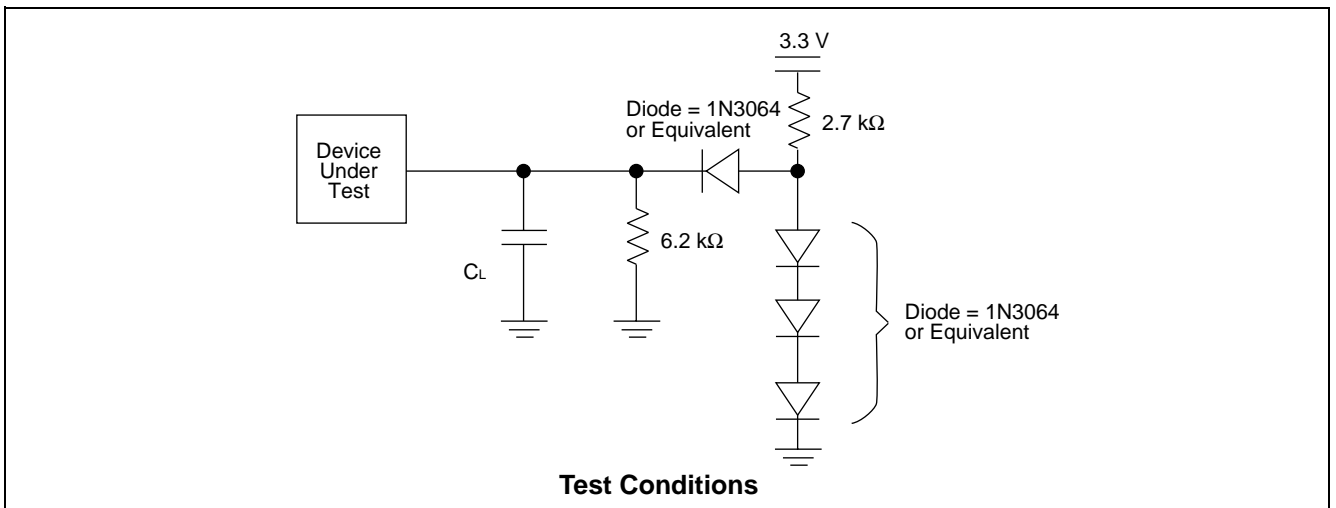 3.3 V
Diode = 1N3064
or Equivalent
2.7 kΩ
Device
Under
Test
6.2 kΩ
CL
Diode = 1N3064
or Equivalent
Test Conditions